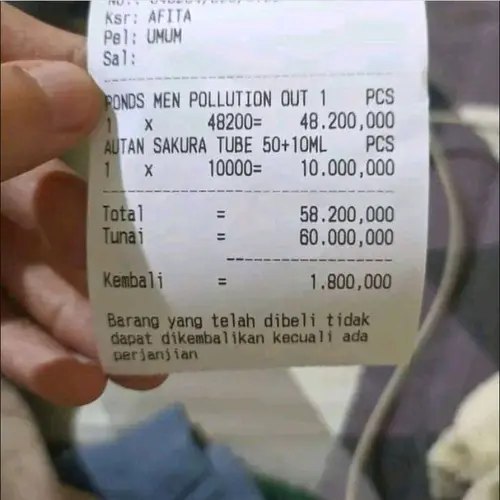 Ksr: AFITA
Pel: UMUM
Sal:
PONDS MEN POLLUTION OUT 1 PCS
1 x 48200= 48.200,000
AUTAN SAKURA TUBE 50+10ML PCS
1 x 10000= 10.000,000
Total = 58.200,000
Tunai = 60.000,000
Kembali = 1.800,000
Barang yang telah dibeli tidak
dapat dikembalikan kecuali ada
perjanjian